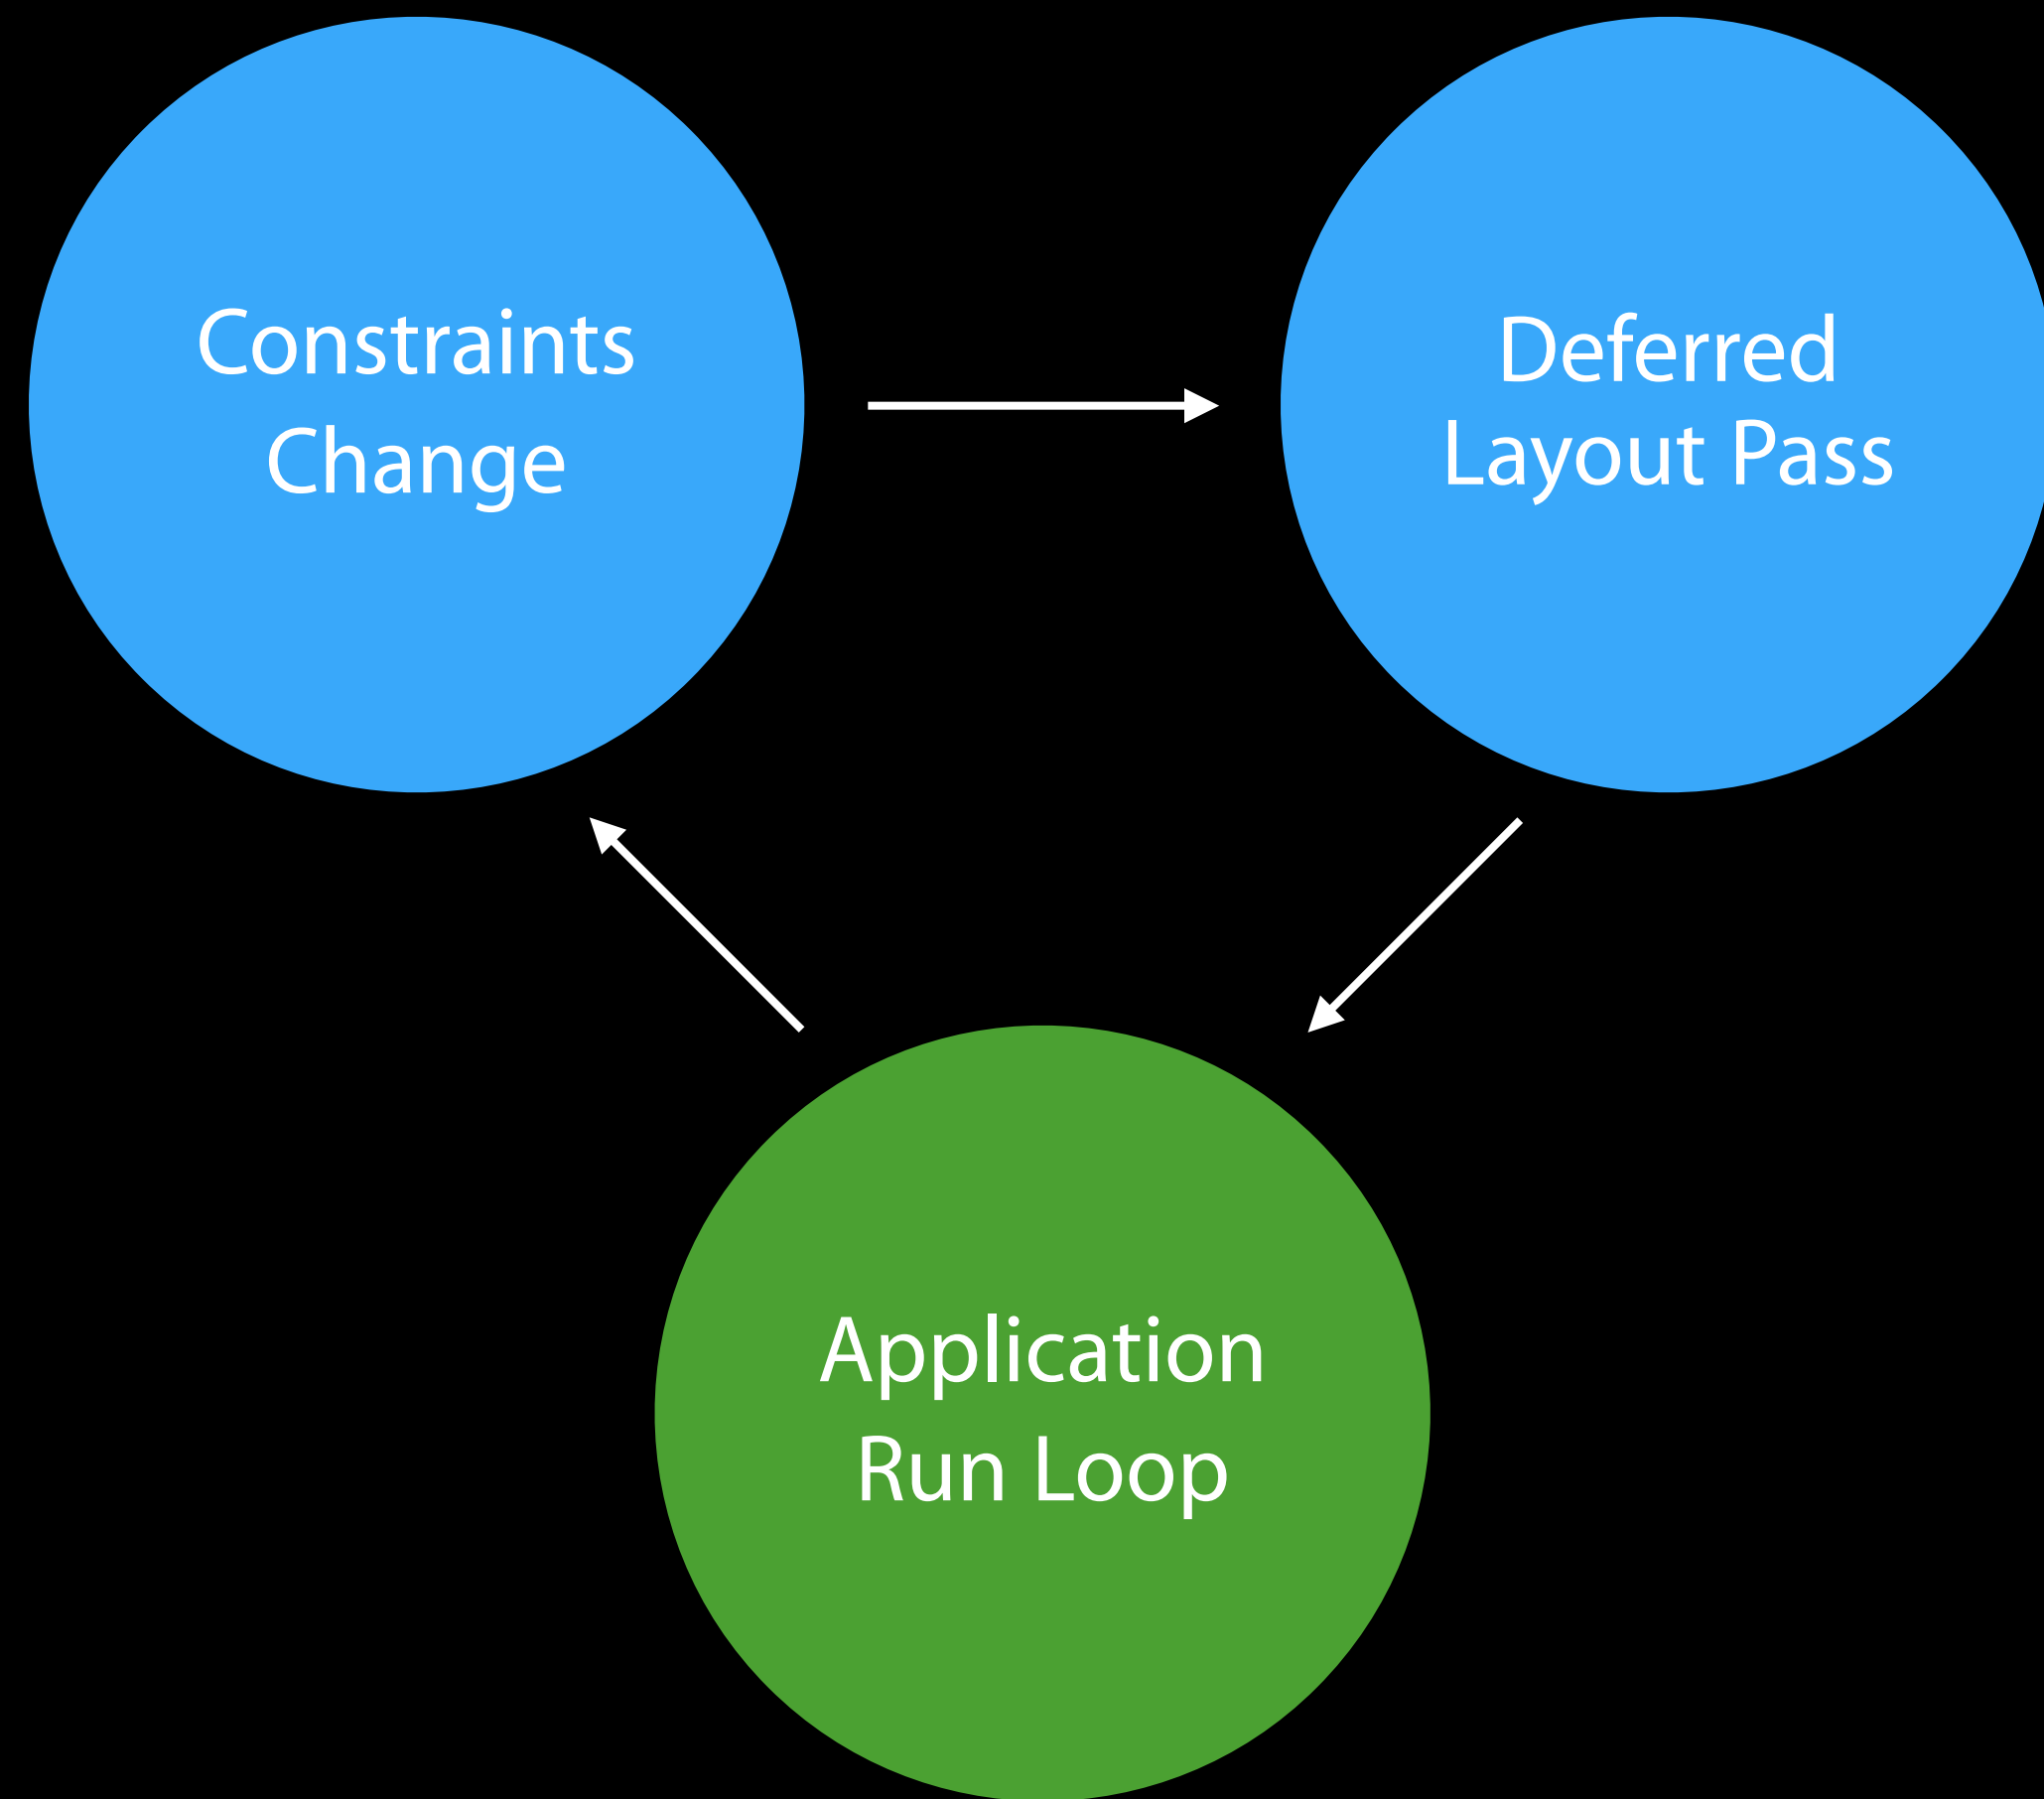 Constraints
Change
Deferred
Layout Pass
Application
Run Loop